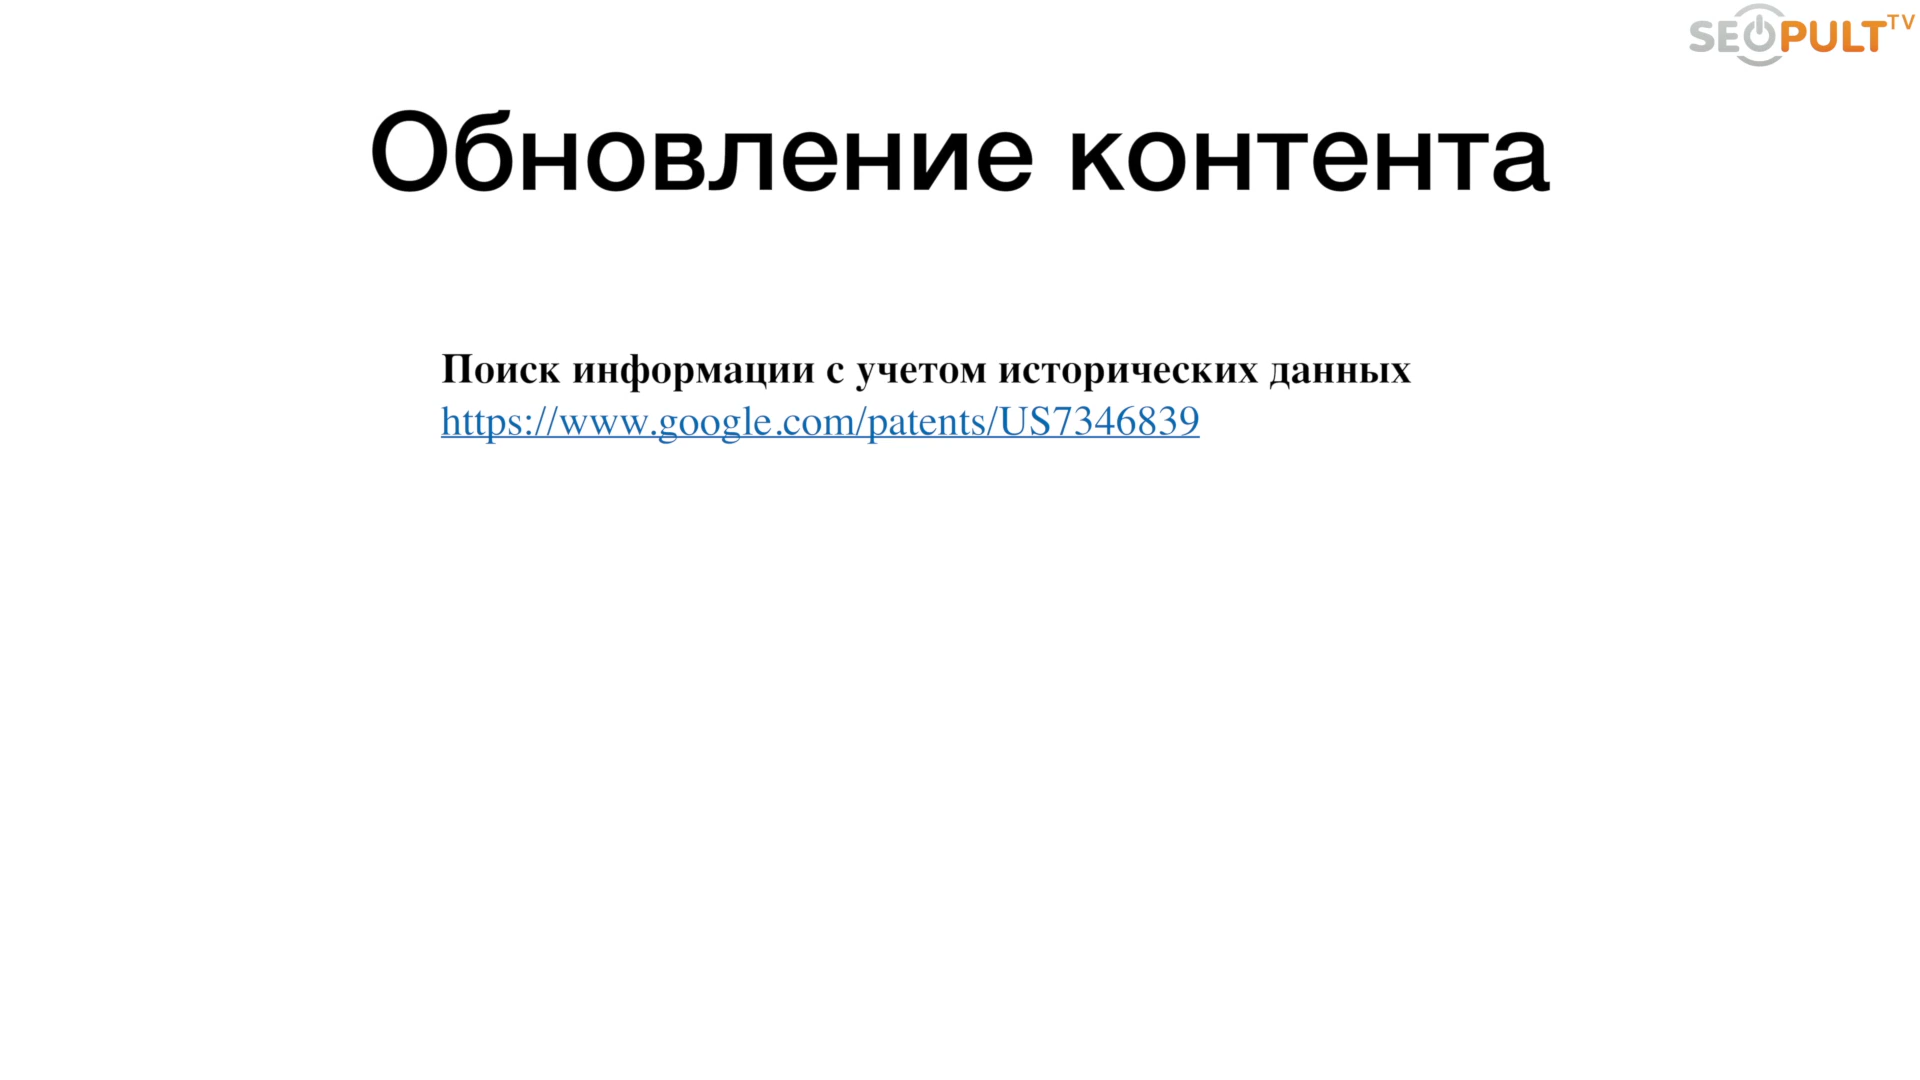 SEOPULT TV
Обновление контента
Поиск информации с учетом исторических данных
https://www.google.com/patents/US7346839